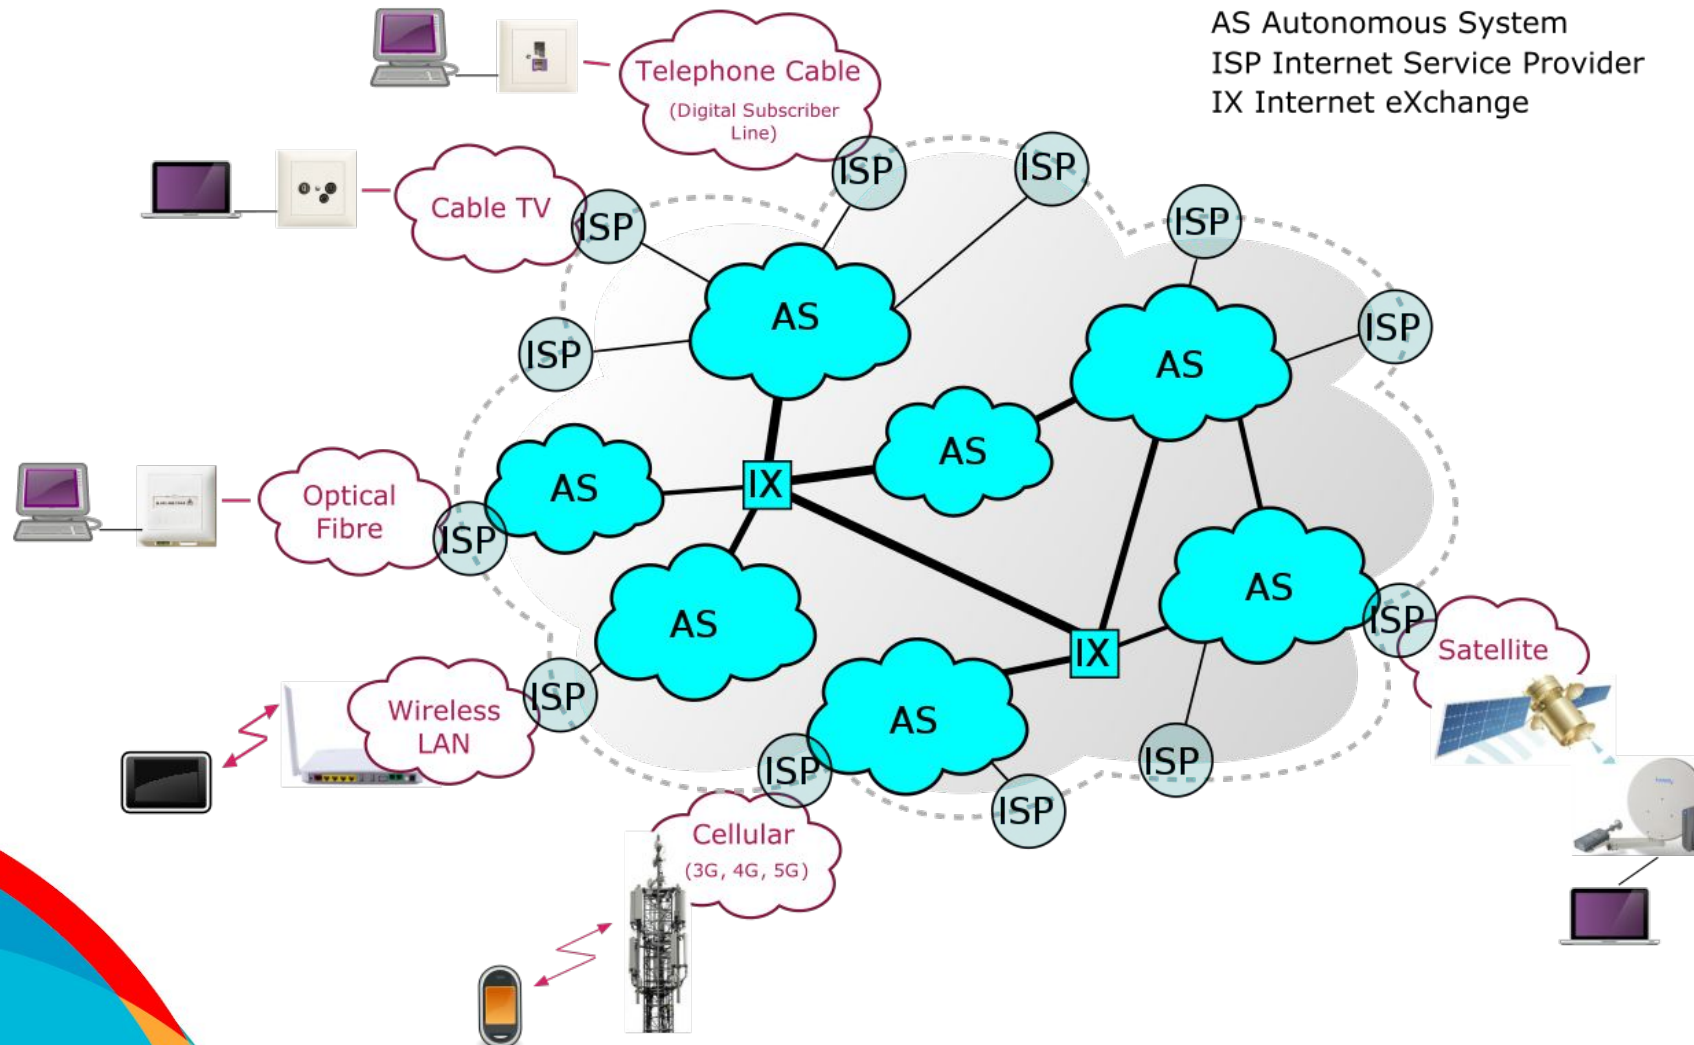 AS Autonomous System
ISP Internet Service Provider
IX Internet eXchange
Telephone Cable
(Digital Subscriber
Line)
ISP
ISP
Cable TV
ISP
ISP
AS
ISP
ISP
AS
ISP
AS
Optical
Fibre
ISP
AS
IX
AS
AS
ISP
Satellite
Wireless
LAN
ISP
AS
IX
AS
ISP
ISP
ISP
Cellular
(3G, 4G, 5G)